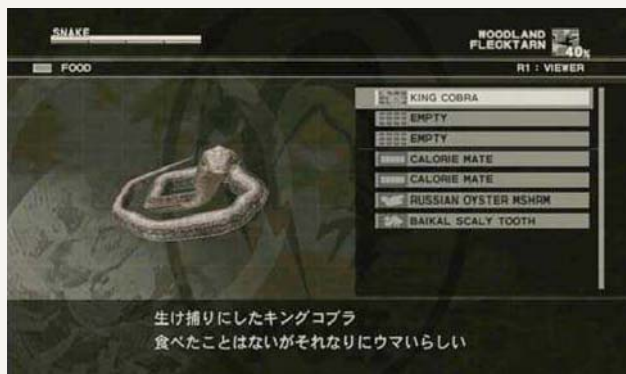 SNAKE
WOODLAND
FLECKTARN
40%
FOOD
R1 : VIEWER
KING COBRA
EMPTY
EMPTY
CALORIE MATE
CALORIE MATE
RUSSIAN OYSTER MSHRM
BAIKAL SCALY TOOTH
生け捕りにしたキングコブラ
食べたことはないがそれなりにウマいらしい